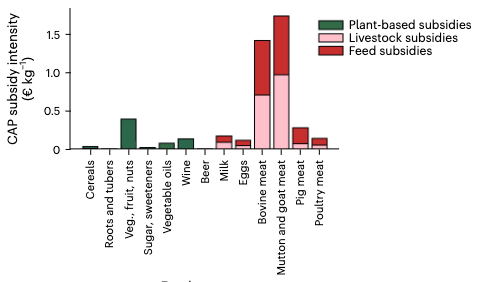 Plant-based subsidies
Livestock subsidies
Feed subsidies
CAP subsidy intensity
(€ kg⁻¹)
1.5
1.0
0.5
0
Cereals
Roots and tubers
Veg., fruit, nuts
Sugar, sweeteners
Vegetable oils
Wine
Beer
Milk
Eggs
Bovine meat
Mutton and goat meat
Pig meat
Poultry meat